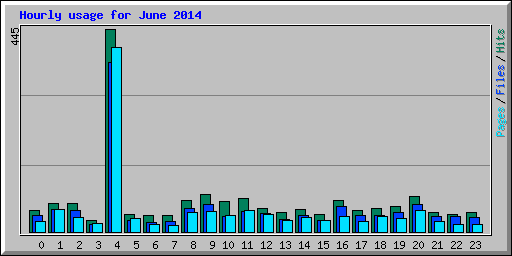 Hourly usage for June 2014
445
Pages/Files/Hits
0 1 2 3 4 5 6 7 8 9 10 11 12 13 14 15 16 17 18 19 20 21 22 23